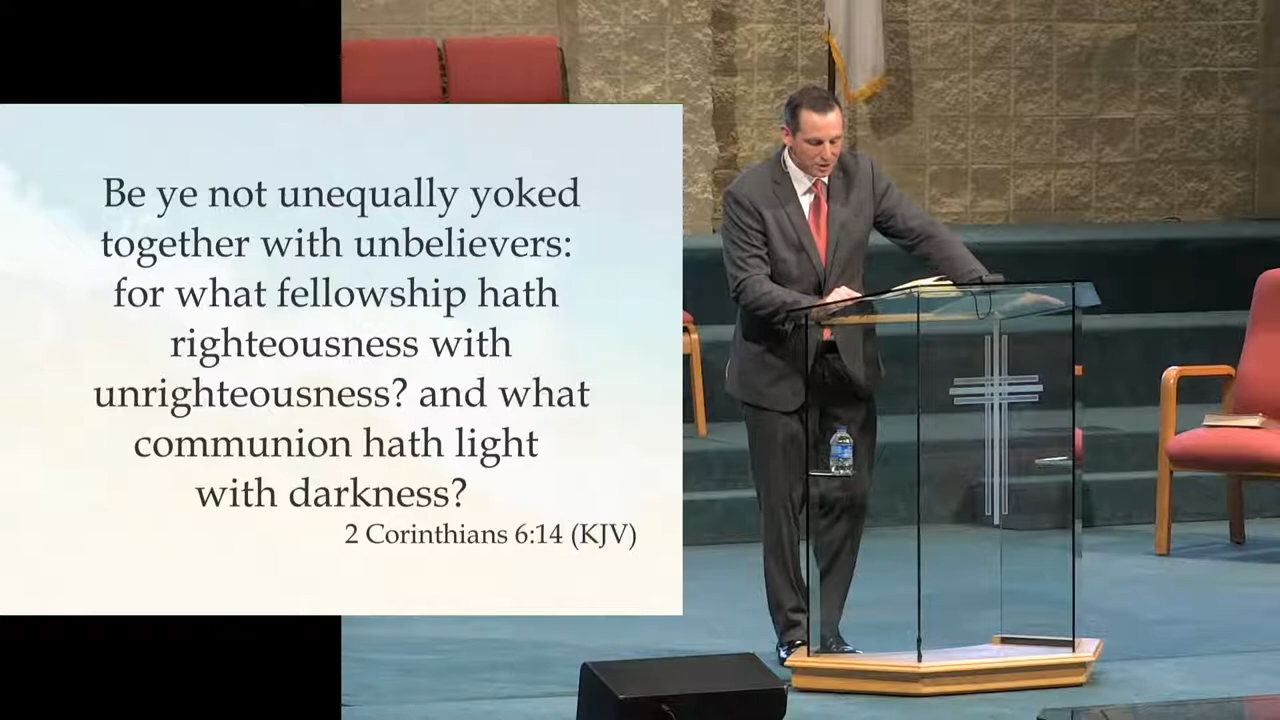 Be ye not unequally yoked
together with unbelievers:
for what fellowship hath
righteousness with
unrighteousness? and what
communion hath light
with darkness?
2 Corinthians 6:14 (KJV)